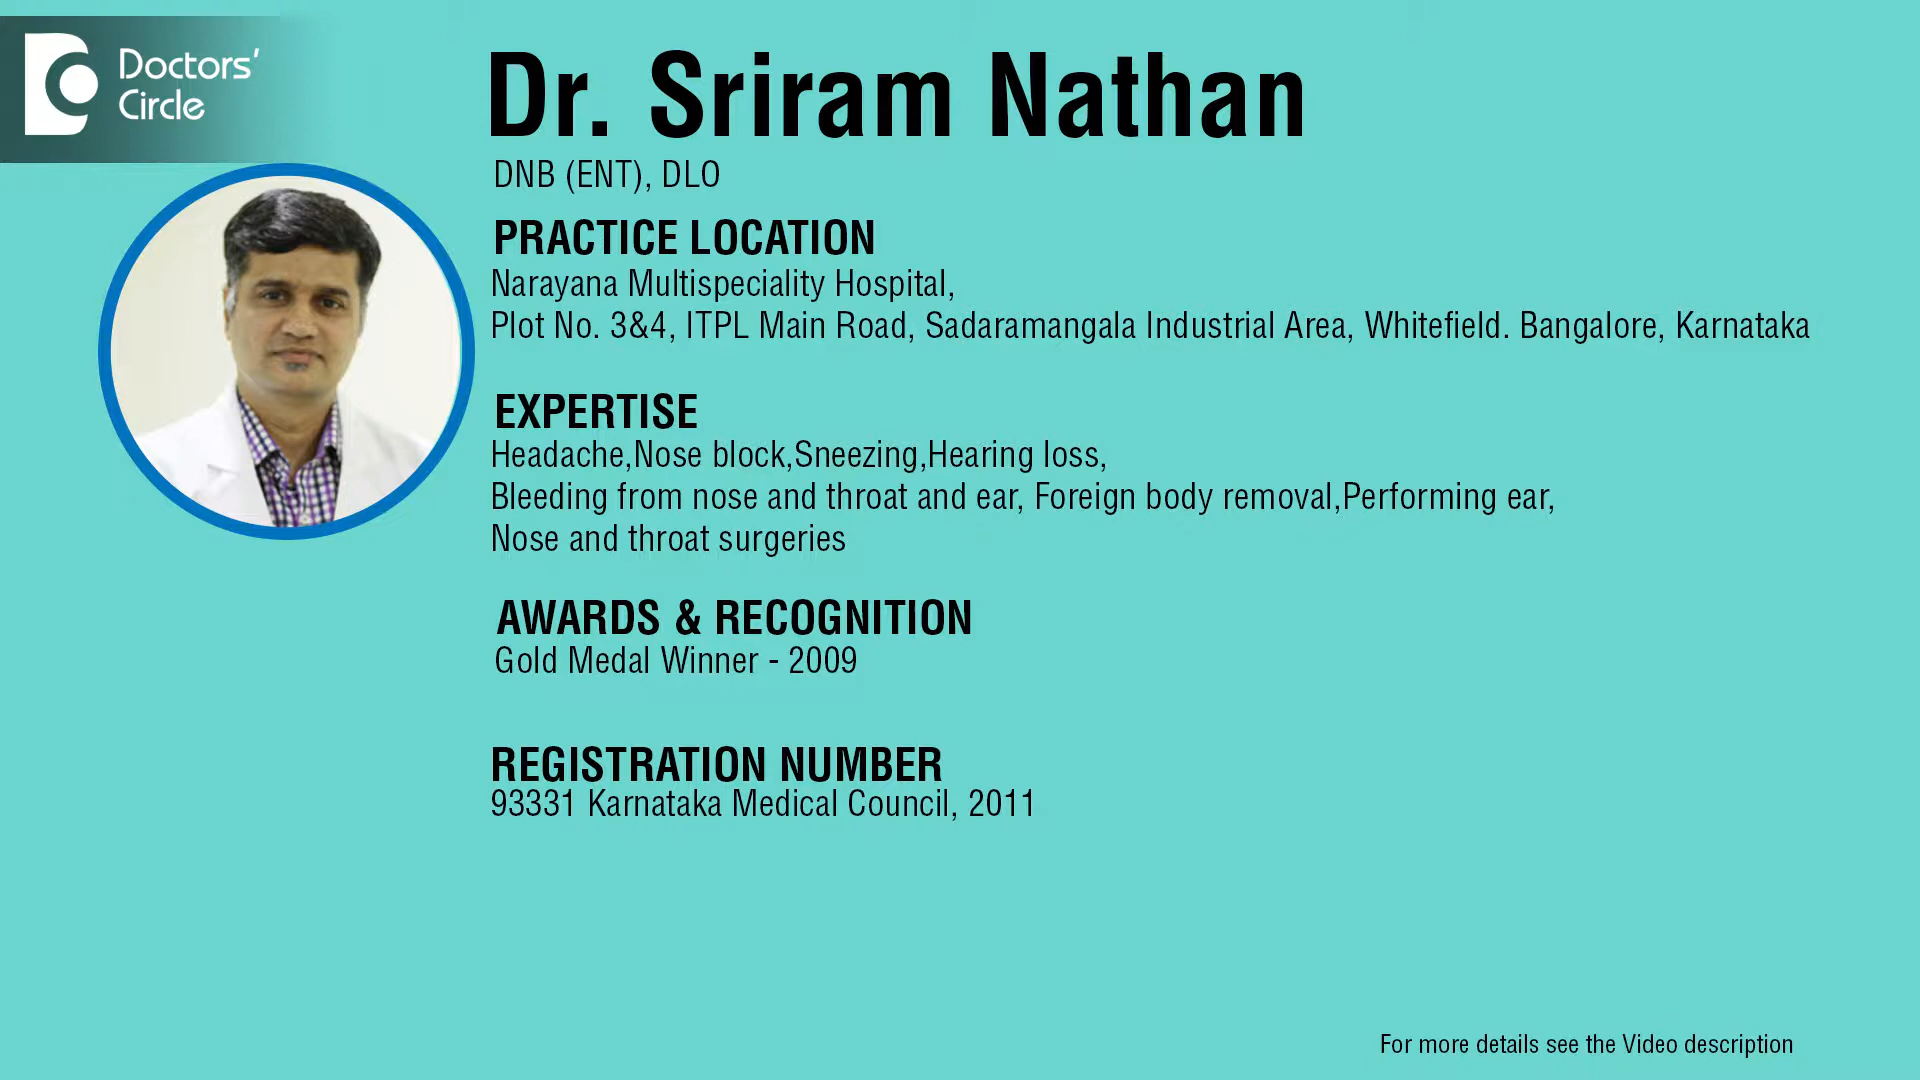 Doctors'
Circle
Dr. Sriram Nathan
DNB (ENT), DLO
PRACTICE LOCATION
Narayana Multispeciality Hospital,
Plot No. 3&4, ITPL Main Road, Sadaramangala Industrial Area, Whitefield. Bangalore, Karnataka
EXPERTISE
Headache,Nose block,Sneezing,Hearing loss,
Bleeding from nose and throat and ear, Foreign body removal,Performing ear,
Nose and throat surgeries
AWARDS & RECOGNITION
Gold Medal Winner - 2009
REGISTRATION NUMBER
93331 Karnataka Medical Council, 2011
For more details see the Video description